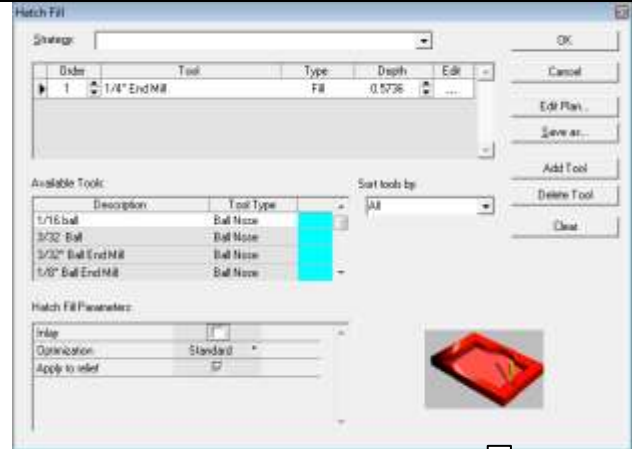 Hatch Fill
Strategy:
OK
Order Tool Type Depth Edit
1 1/4" End Mill Fill 0.5736 ...
Cancel
Edit Plan...
Save as...
Add Tool
Delete Tool
Clear
Available Tools:
Sort tools by:
Description Tool Type
All
1/16 ball Ball Nose
3/32 Ball Ball Nose
3/32" Ball End Mill Ball Nose
1/8" Ball End Mill Ball Nose
Hatch Fill Parameters:
Inlay
Optimization Standard
Apply to relief